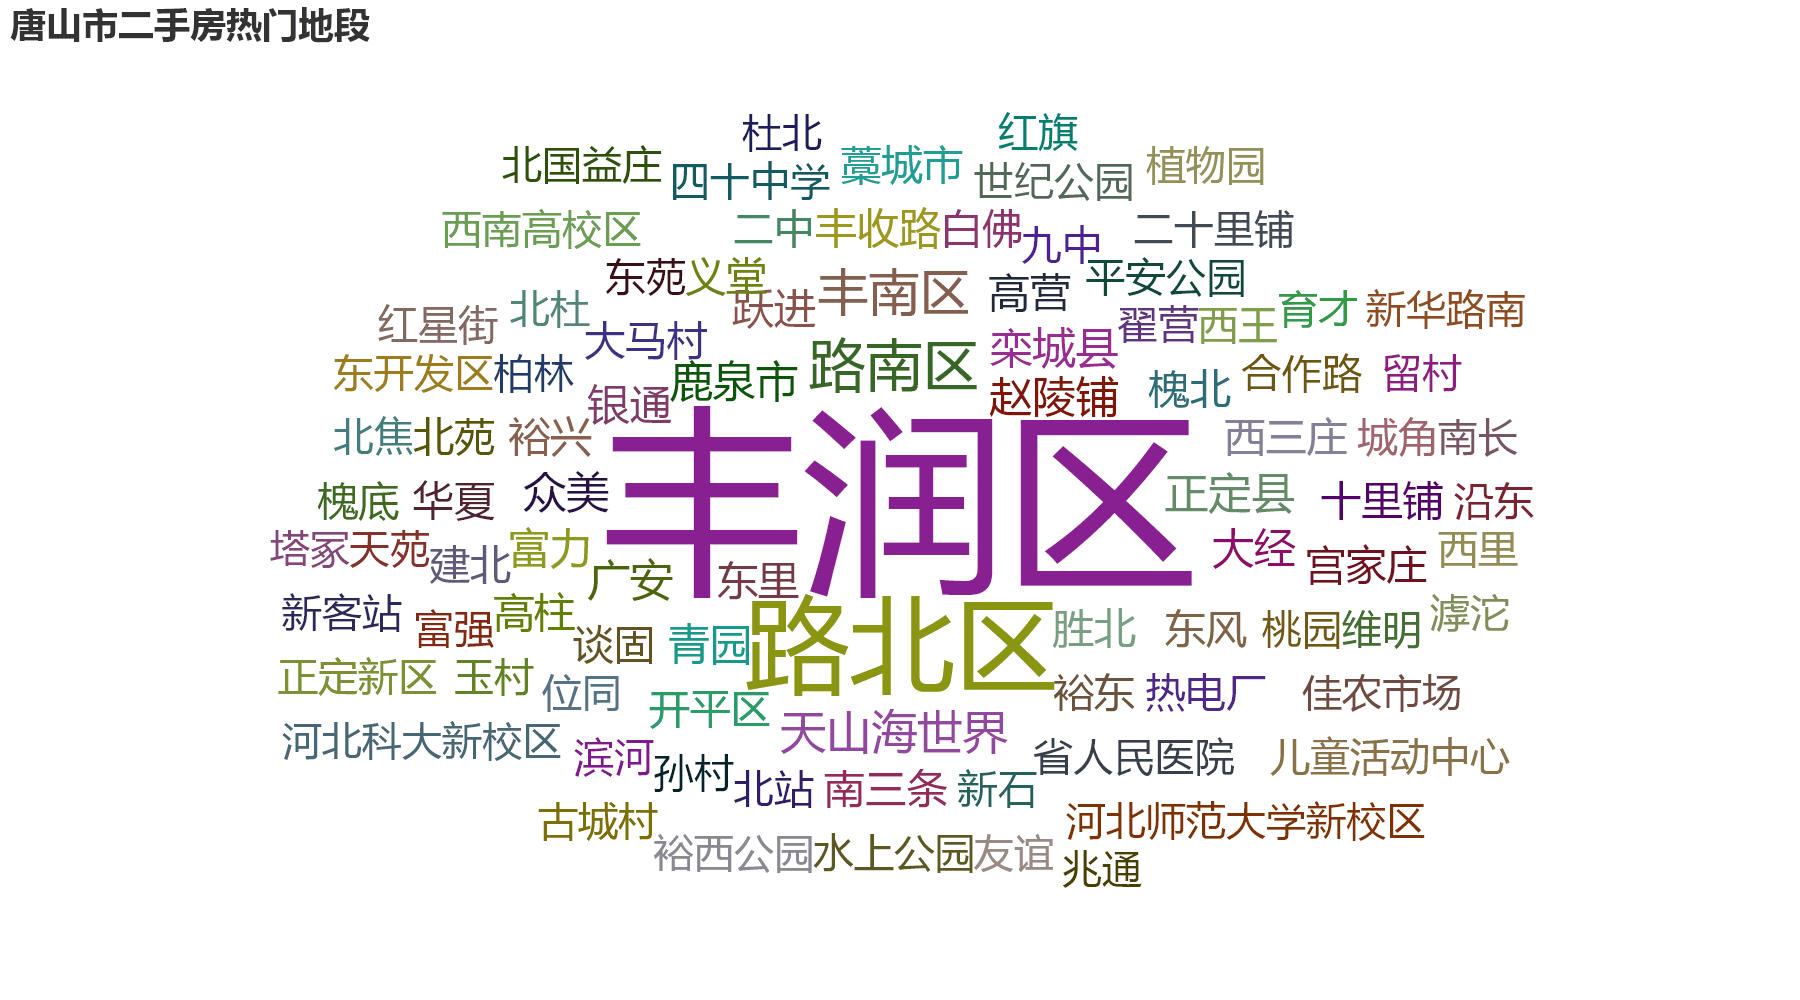 唐山市二手房热门地段
杜北
红旗
北国益庄
四十中学
藁城市
世纪公园
植物园
西南高校区
二中
丰收路
白佛
九中
二十里铺
东苑
义堂
丰南区
高营
平安公园
红星街
北杜
跃进
大马村
栾城县
翟营
西王
育才
新华路南
东开发区
柏林
鹿泉市
路南区
赵陵铺
槐北
合作路
留村
银通
北焦
北苑
裕兴
丰润区
西三庄
城角
南长
槐底
华夏
众美
正定县
十里铺
沿东
塔冢
天苑
建北
富力
广安
东里
大经
宫家庄
西里
新客站
富强
高柱
谈固
青园
路北区
胜北
东风
桃园
维明
滹沱
正定新区
玉村
位同
开平区
裕东
热电厂
佳农市场
河北科大新校区
滨河
孙村
天山海世界
省人民医院
儿童活动中心
北站
南三条
新石
古城村
裕西公园
水上公园
友谊
河北师范大学新校区
兆通